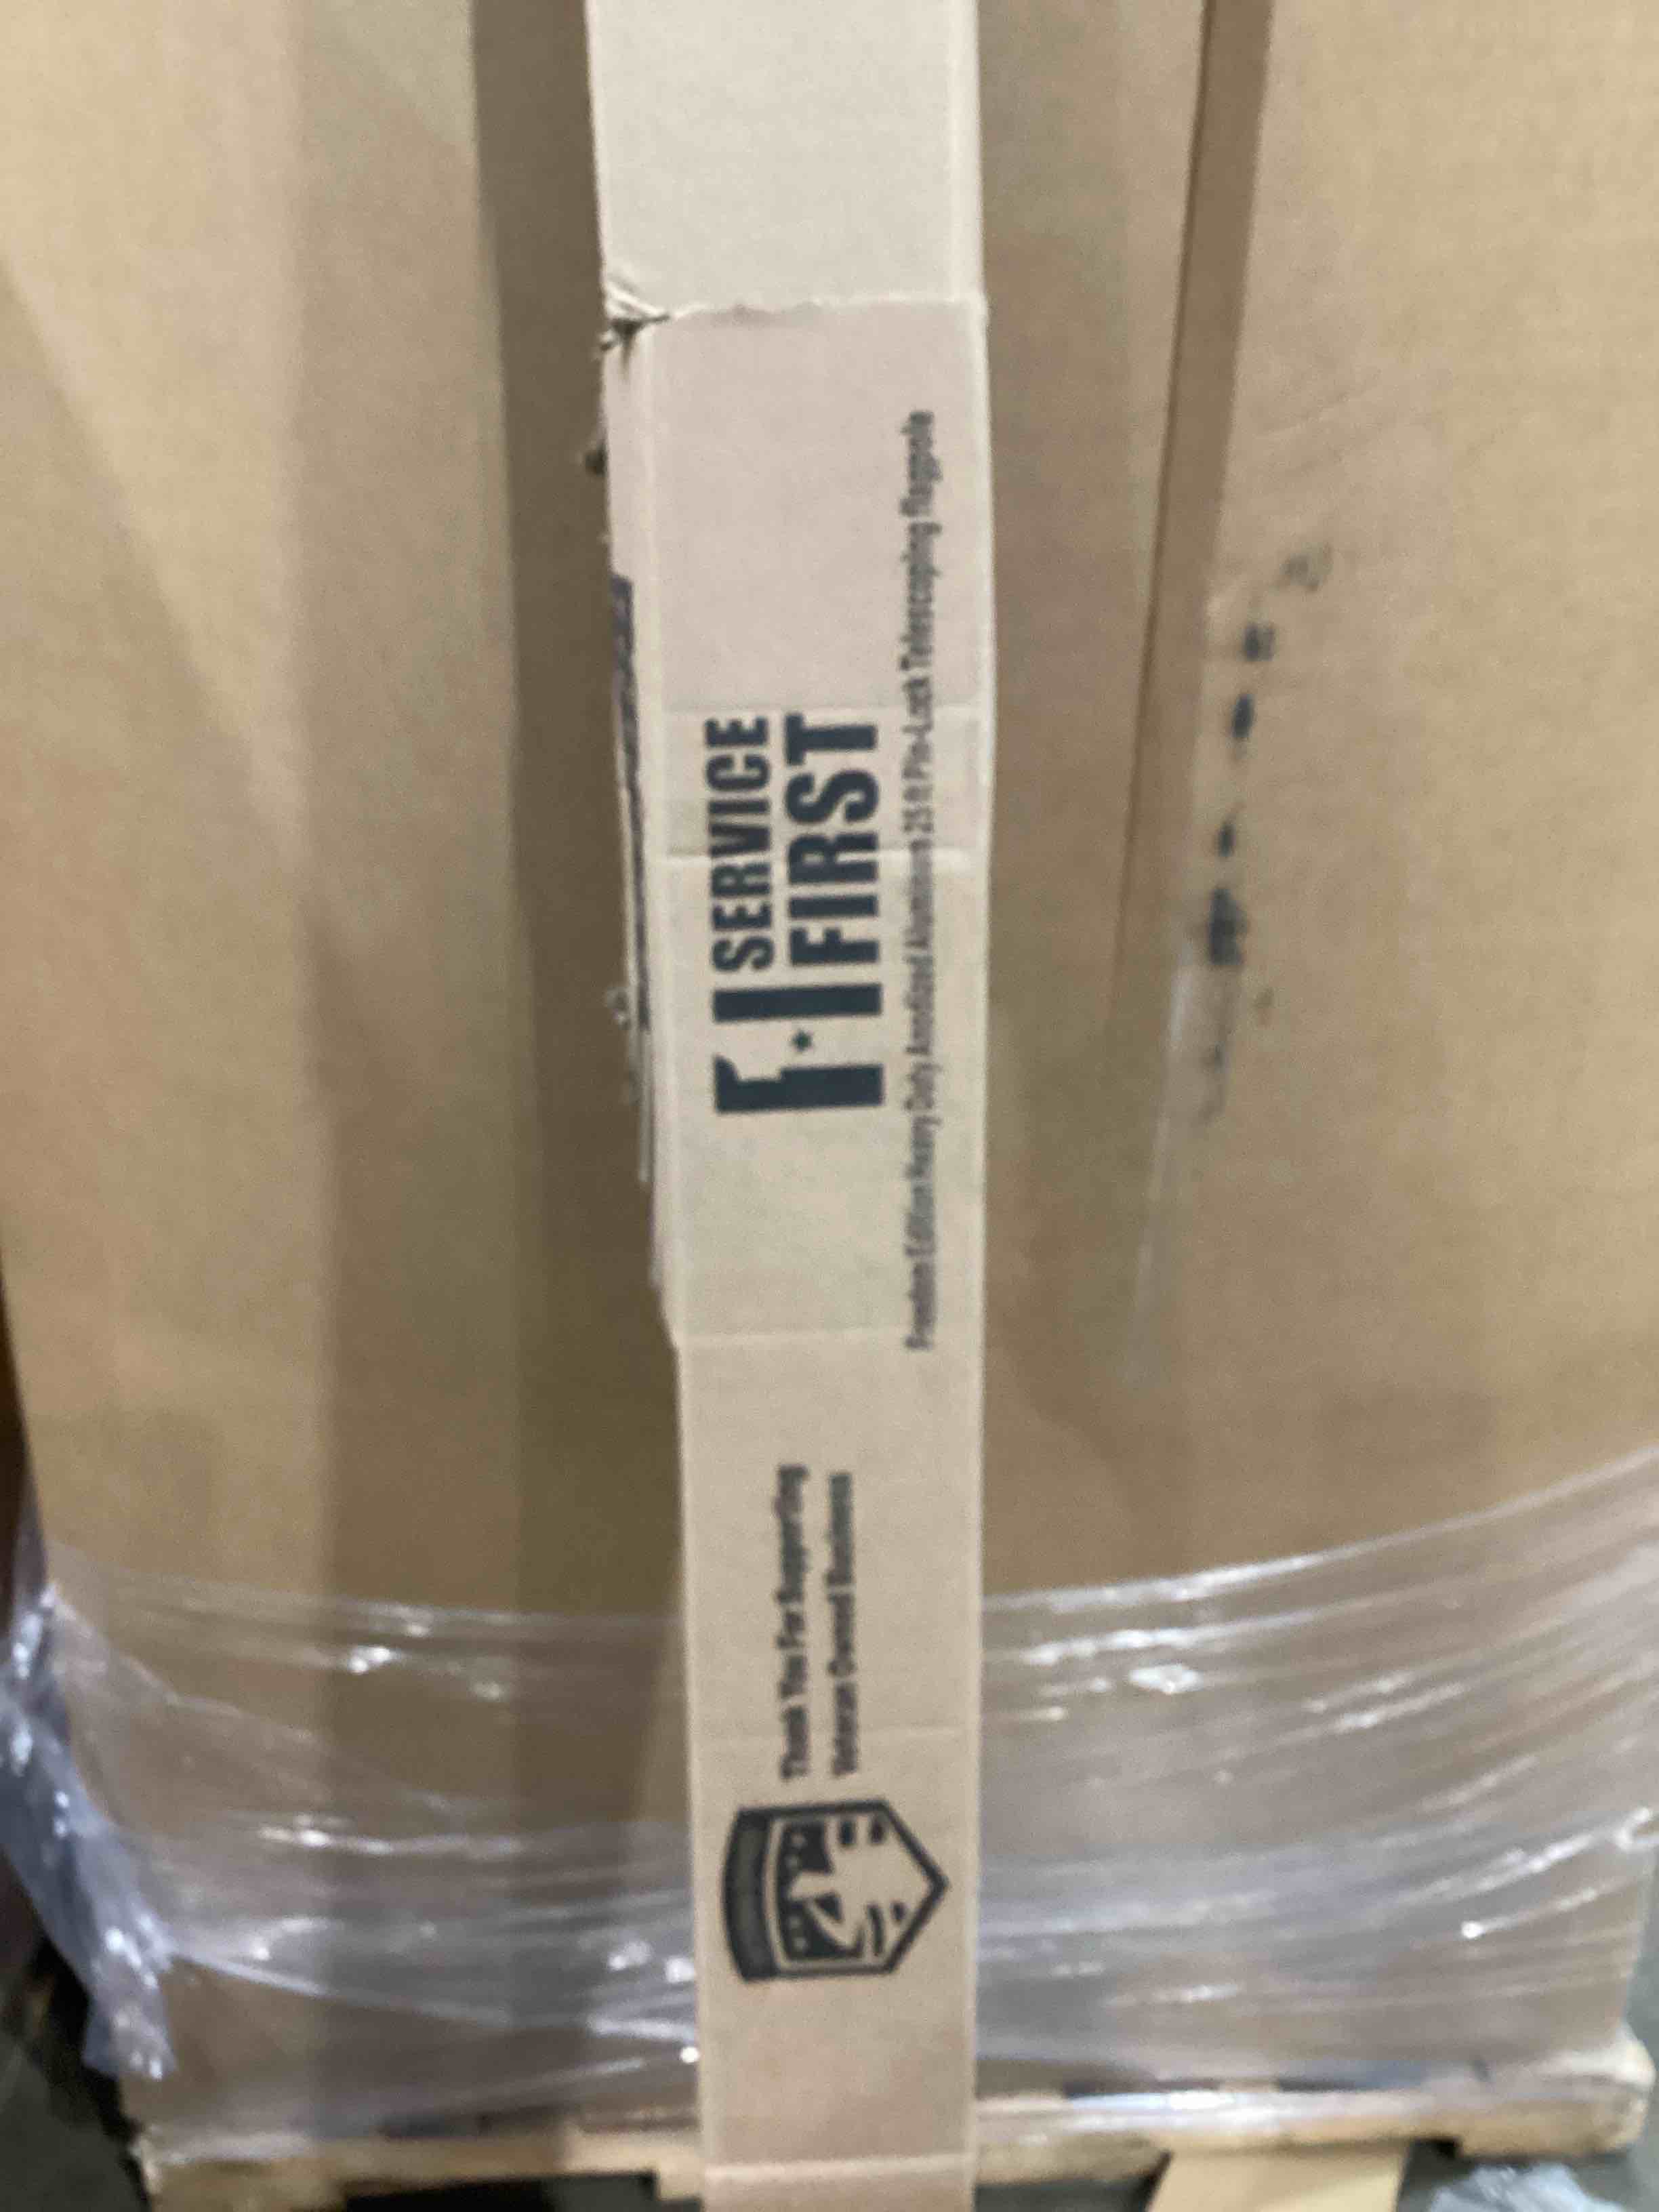 SERVICE
FIRST
Freedom Edition Heavy Duty Anodized Aluminum 25 ft Pin-Lock Telescoping flagpole
Thank You For Supporting
Veteran Owned Business